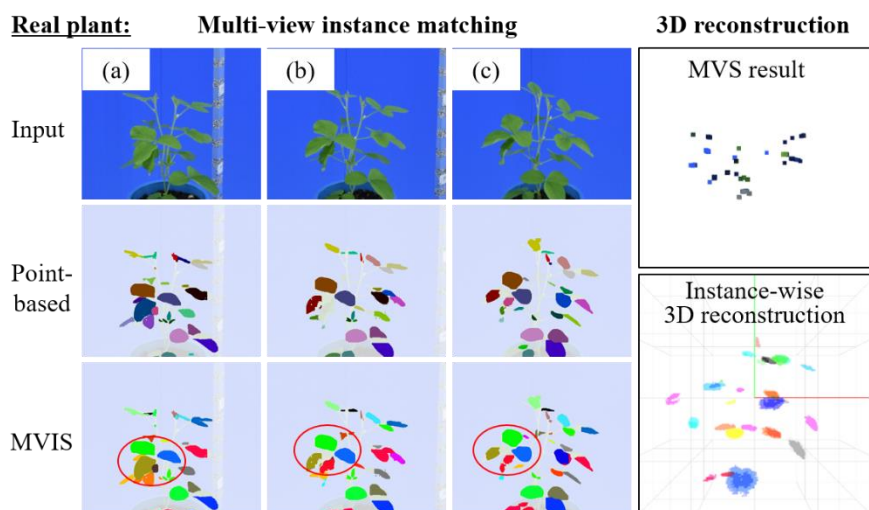 Real plant: Multi-view instance matching 3D reconstruction
(a) (b) (c) MVS result
Input
Point-
based
Instance-wise
3D reconstruction
MVIS